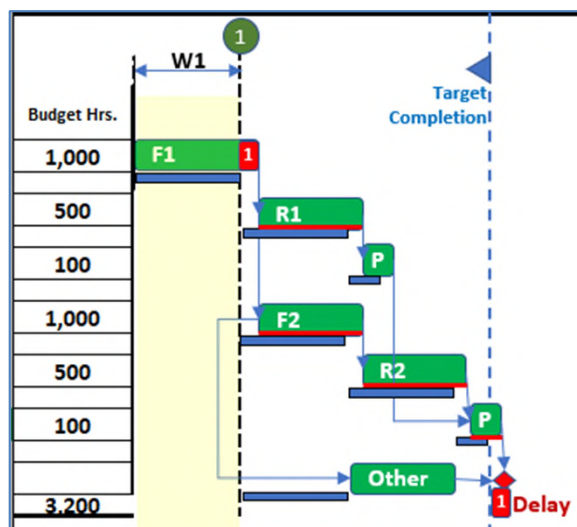 1
W1
Target
Completion
Budget Hrs.
1,000
F1
1
500
R1
100
P
1,000
F2
500
R2
100
P
Other
3,200
1
Delay